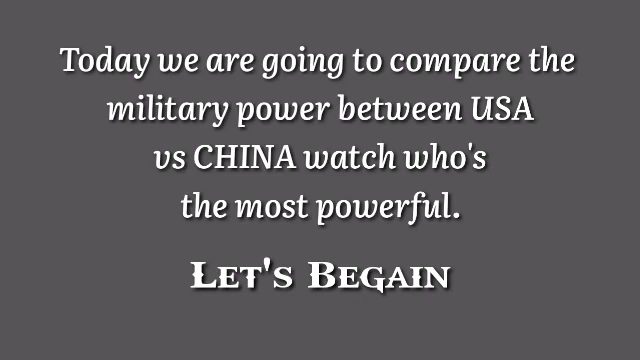 Today we are going to compare the
military power between USA
vs CHINA watch who's
the most powerful.
Let's Begain